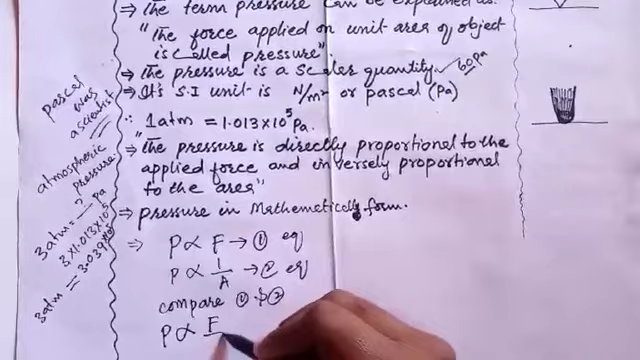 ⇒ The term pressure can be explained as:
"The force applied on unit area of object
is called pressure".
⇒ The pressure is a Scaler quantity. 60 Pa
⇒ It's S.I unit is N/m² or pascal (Pa)
∴ 1atm = 1.013×10⁵ Pa.
⇒ "The pressure is directly proportional to the
applied force and inversely proportional
to the area"
⇒ pressure in Mathematically form.
⇒ P ∝ F → ① eq
P ∝ 1/A → ② eq
compare ① & ②
P ∝ F
pascal
was
a scientist
atmospheric
pressure
3atm = ? Pa
3×1.013×10⁵
3atm = 3.039×10⁵